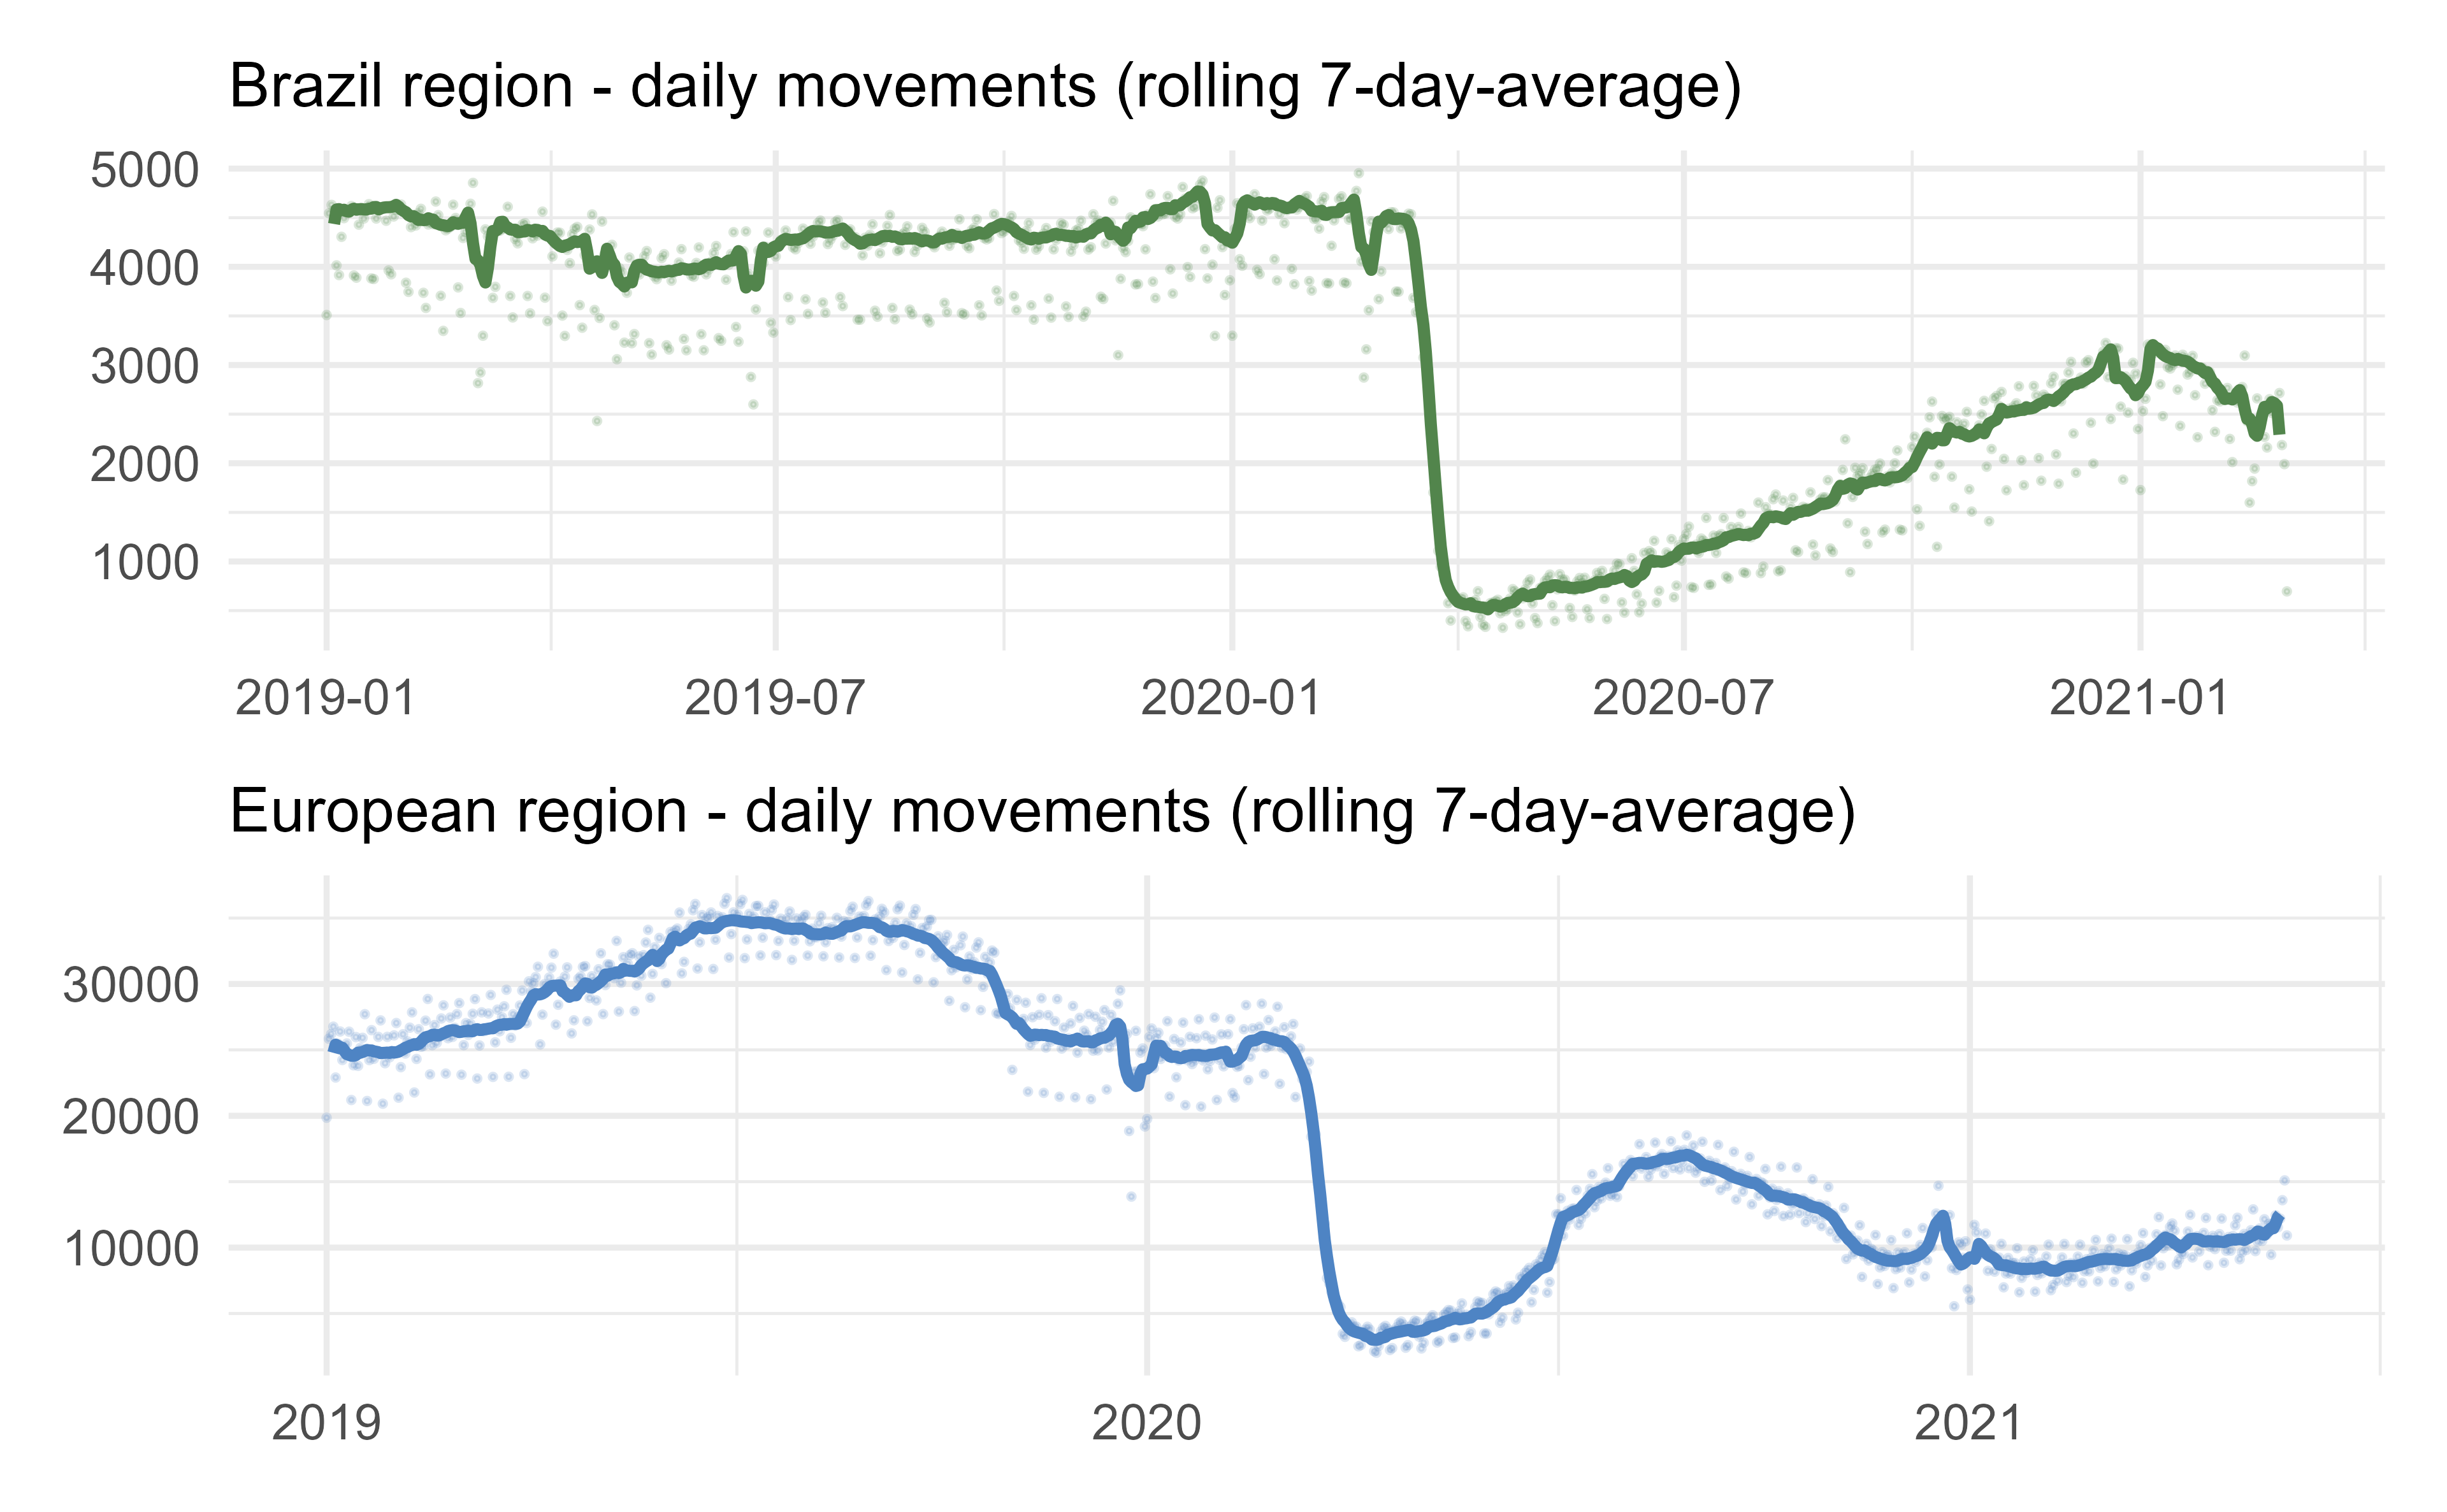 Brazil region - daily movements (rolling 7-day-average)
5000
4000
3000
2000
1000
2019-01 2019-07 2020-01 2020-07 2021-01
European region - daily movements (rolling 7-day-average)
30000
20000
10000
2019 2020 2021